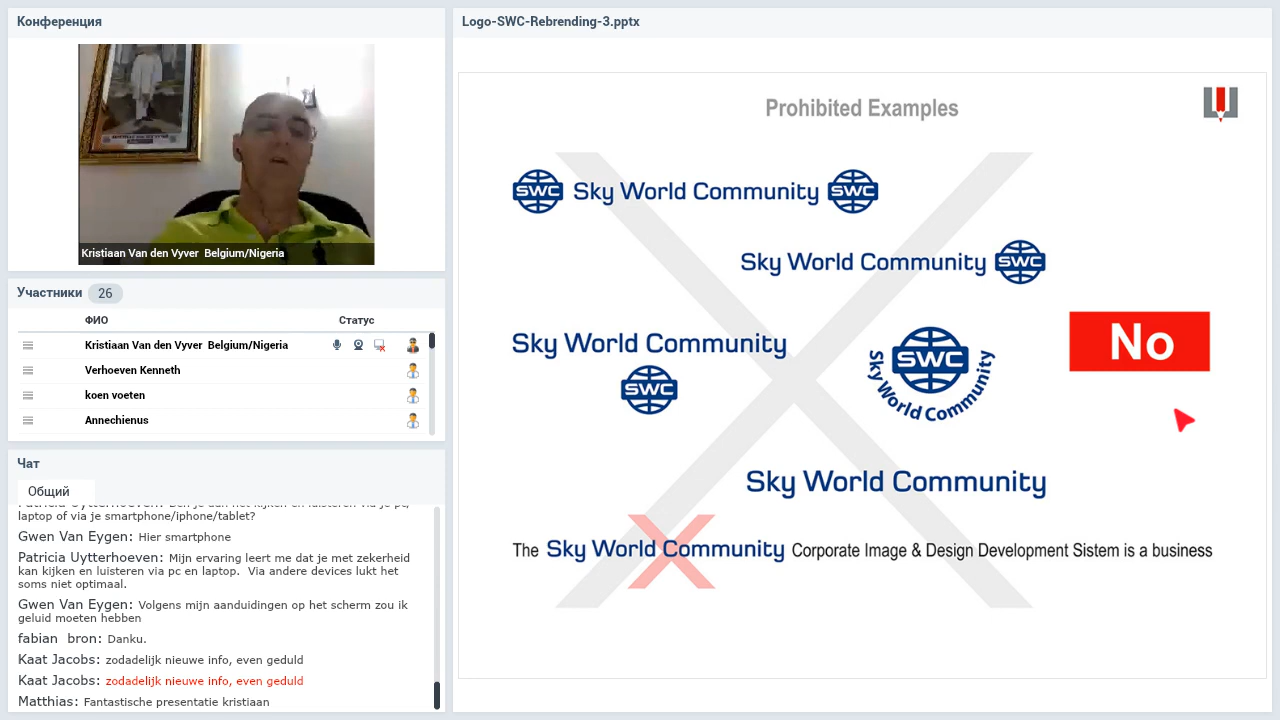 Конференция
Kristiaan Van den Vyver Belgium/Nigeria
Участники 26
ФИО Статус
Kristiaan Van den Vyver Belgium/Nigeria
Verhoeven Kenneth
koen voeten
Annechienus
Чат
Общий
laptop of via je smartphone/iphone/tablet?
Gwen Van Eygen: Hier smartphone
Patricia Uytterhoeven: Mijn ervaring leert me dat je met zekerheid
kan kijken en luisteren via pc en laptop. Via andere devices lukt het
soms niet optimaal.
Gwen Van Eygen: Volgens mijn aanduidingen op het scherm zou ik
geluid moeten hebben
fabian bron: Danku.
Kaat Jacobs: zodadelijk nieuwe info, even geduld
Kaat Jacobs: zodadelijk nieuwe info, even geduld
Matthias: Fantastische presentatie kristiaan
Logo-SWC-Rebrending-3.pptx
Prohibited Examples
SWC Sky World Community SWC
Sky World Community SWC
Sky World Community
SWC
SWC
Sky World Community
No
Sky World Community
The Sky World Community Corporate Image & Design Development Sistem is a business